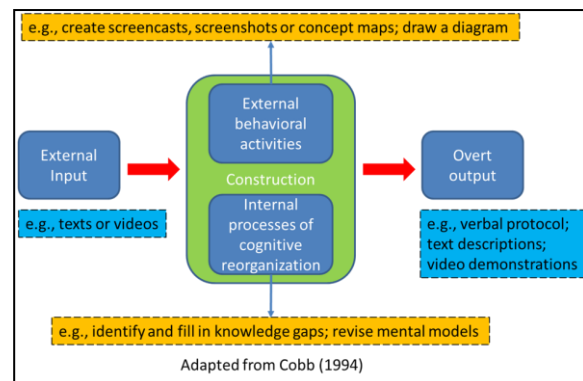 e.g., create screencasts, screenshots or concept maps; draw a diagram
External
behavioral
activities
External
Input
Construction
Overt
output
Internal
processes of
cognitive
reorganization
e.g., texts or videos
e.g., verbal protocol;
text descriptions;
video demonstrations
e.g., identify and fill in knowledge gaps; revise mental models
Adapted from Cobb (1994)